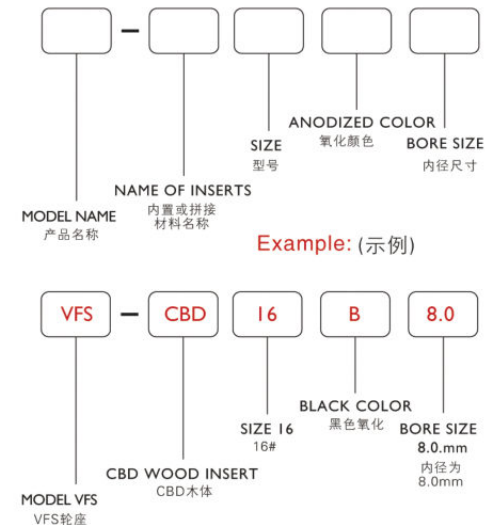 ANODIZED COLOR
氧化颜色
SIZE
型号
BORE SIZE
内径尺寸
NAME OF INSERTS
内置或拼接
材料名称
MODEL NAME
产品名称
Example: (示例)
VFS – CBD 16 B 8.0
BLACK COLOR
黑色氧化
SIZE 16
16#
BORE SIZE
8.0.mm
内径为
8.0mm
CBD WOOD INSERT
CBD木体
MODEL VFS
VFS轮座